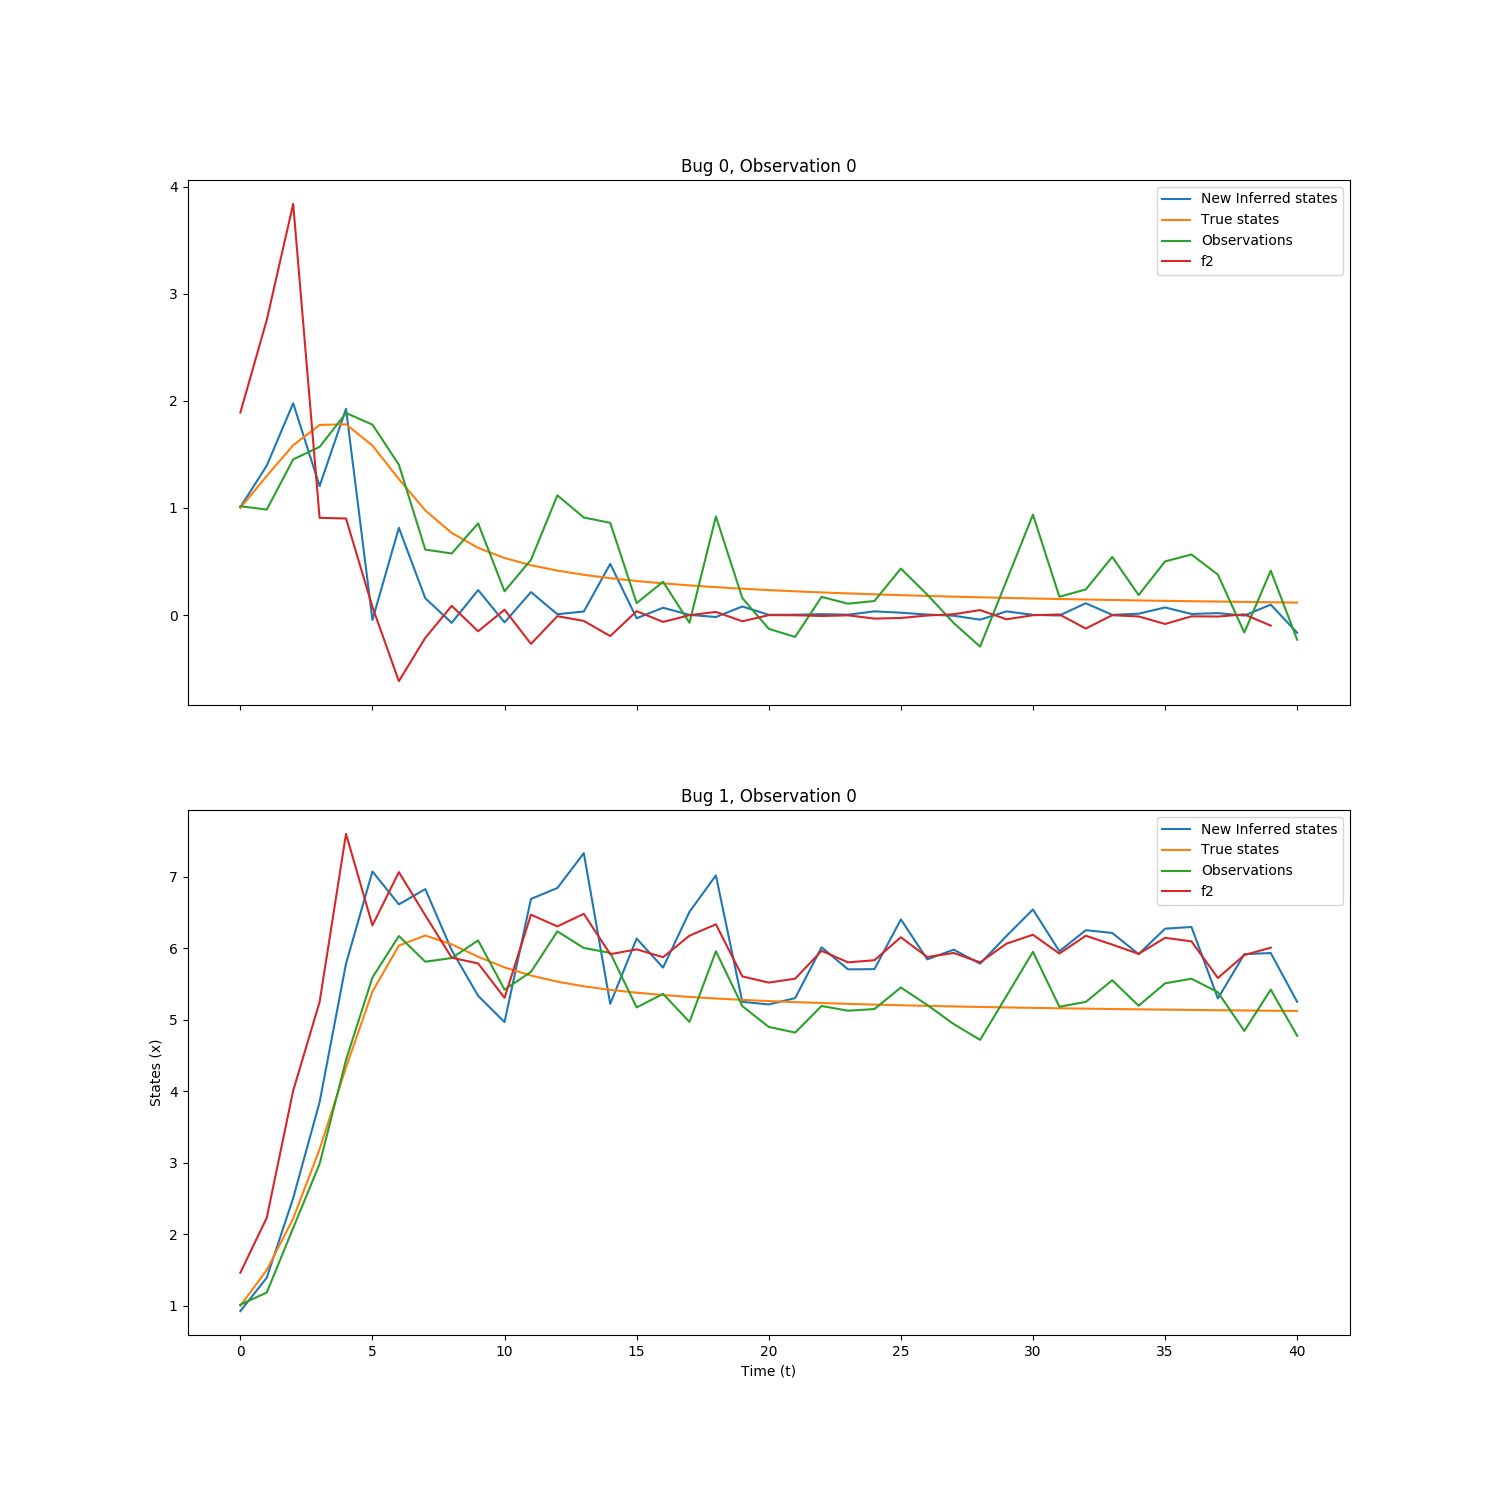 Bug 0, Observation 0
4
3
2
1
0
New Inferred states
True states
Observations
f2
Bug 1, Observation 0
States (x)
7
6
5
4
3
2
1
New Inferred states
True states
Observations
f2
0 5 10 15 20 25 30 35 40
Time (t)